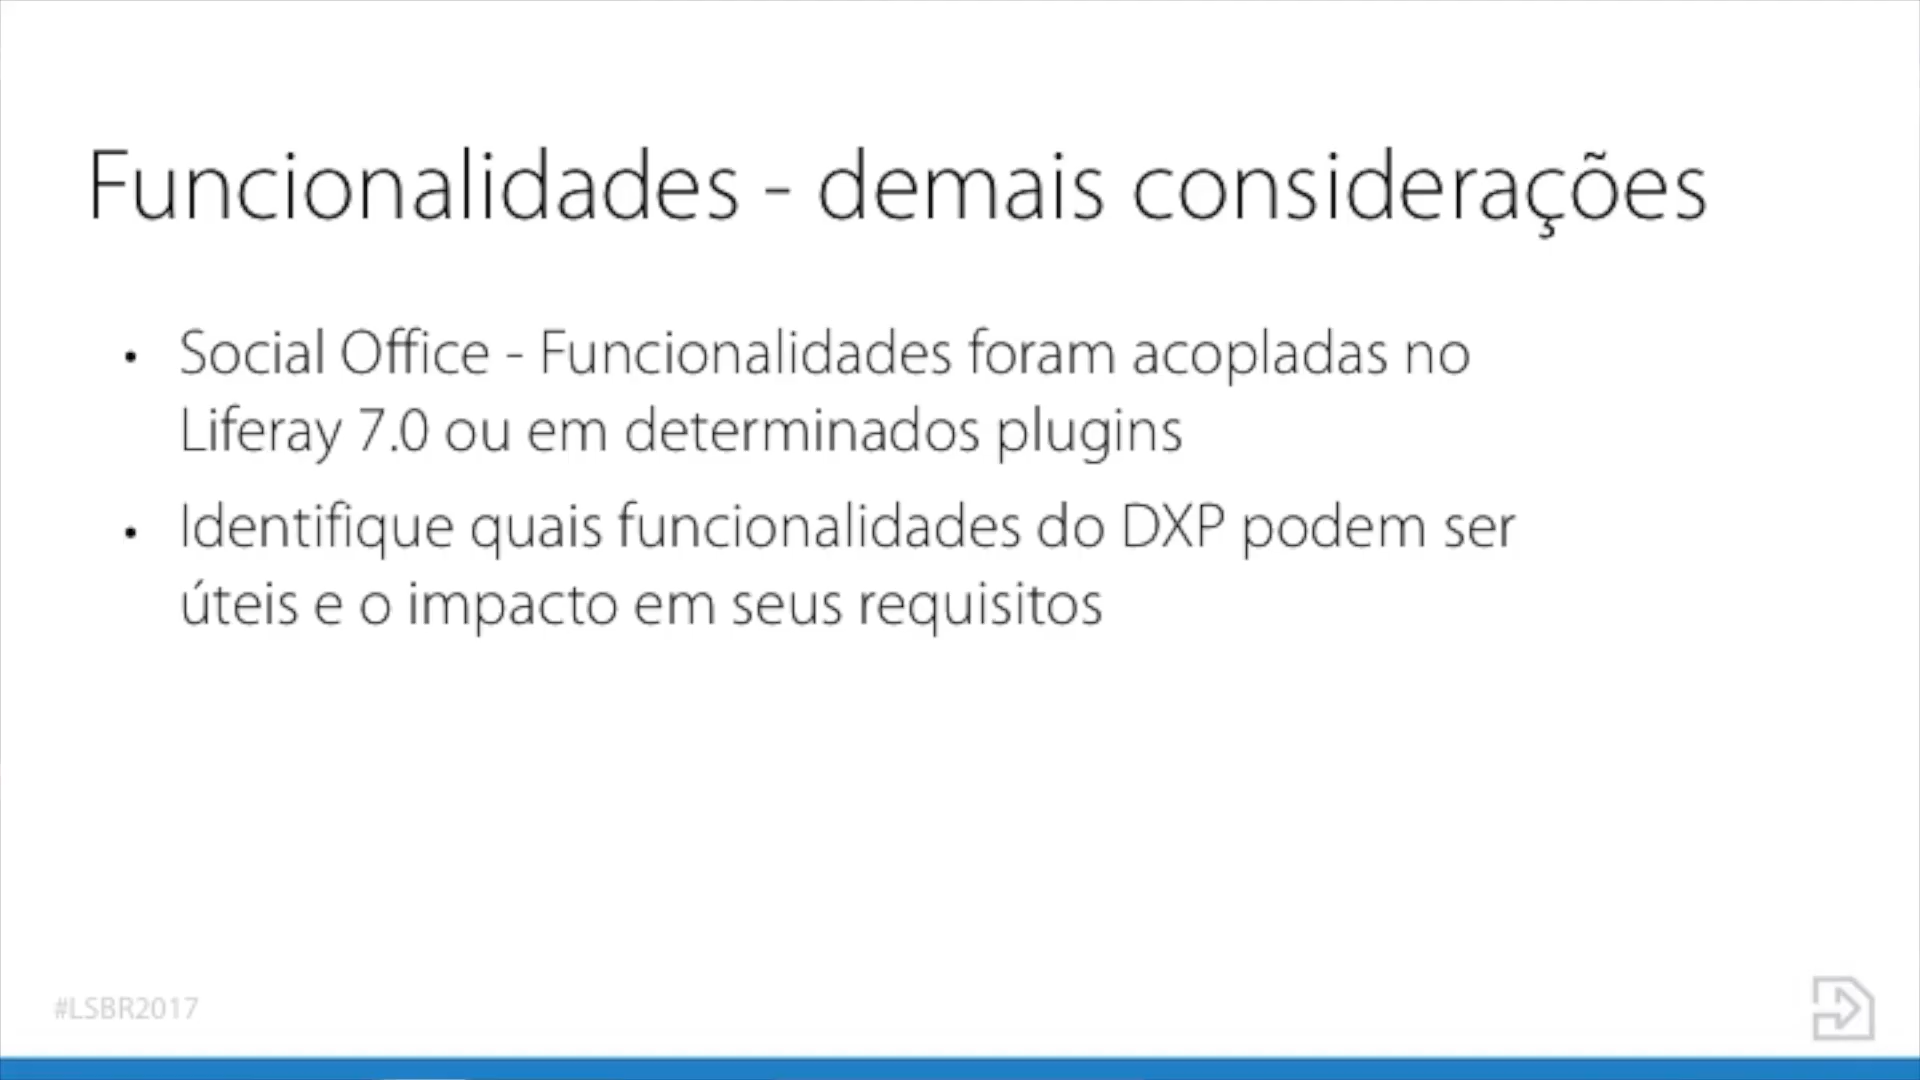 Funcionalidades - demais considerações
• Social Office - Funcionalidades foram acopladas no
Liferay 7.0 ou em determinados plugins
• Identifique quais funcionalidades do DXP podem ser
úteis e o impacto em seus requisitos
#LSBR2017